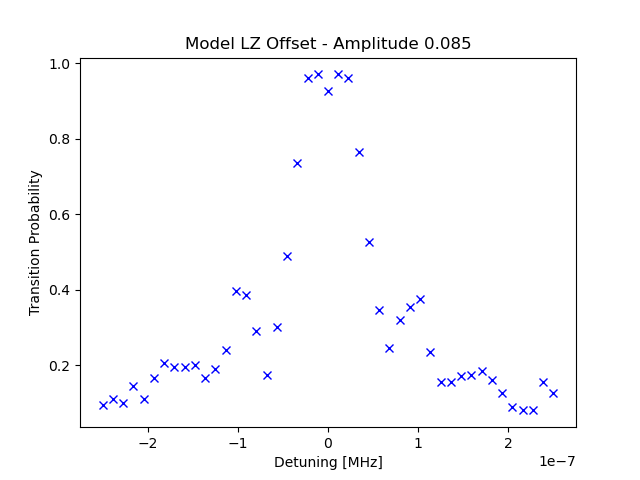 Model LZ Offset - Amplitude 0.085
1.0
0.8
0.6
0.4
0.2
Transition Probability
−2
−1
0
1
2
Detuning [MHz]
1e−7